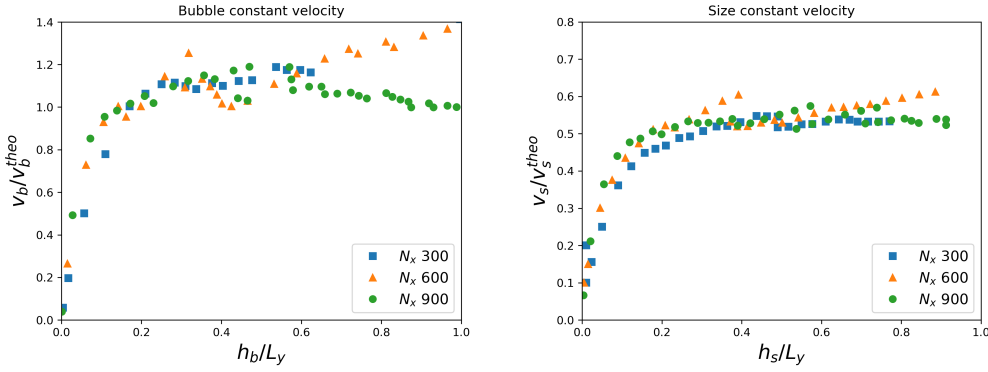 Bubble constant velocity
v_b/v_b^{theo}
1.4
1.2
1.0
0.8
0.6
0.4
0.2
0.0
N_x 300
N_x 600
N_x 900
0.0 0.2 0.4 0.6 0.8 1.0
h_b/L_y
Size constant velocity
v_s/v_s^{theo}
0.8
0.7
0.6
0.5
0.4
0.3
0.2
0.1
0.0
N_x 300
N_x 600
N_x 900
0.0 0.2 0.4 0.6 0.8 1.0
h_s/L_y